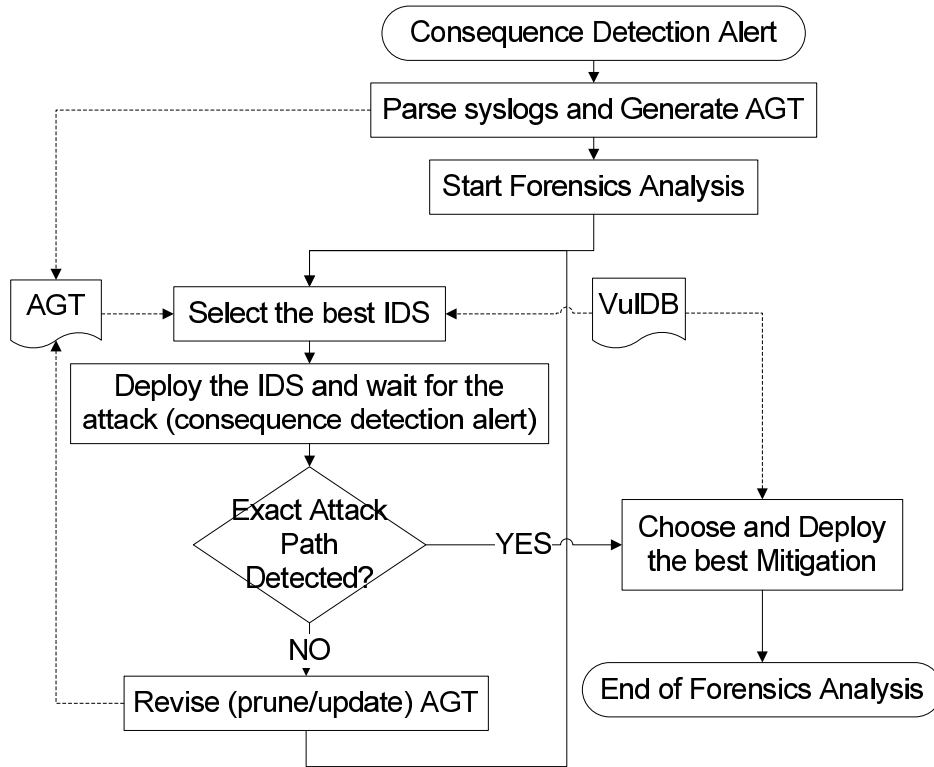 Consequence Detection Alert
Parse syslogs and Generate AGT
Start Forensics Analysis
AGT
Select the best IDS
VulDB
Deploy the IDS and wait for the
attack (consequence detection alert)
Exact Attack
Path
Detected?
YES
Choose and Deploy
the best Mitigation
NO
Revise (prune/update) AGT
End of Forensics Analysis